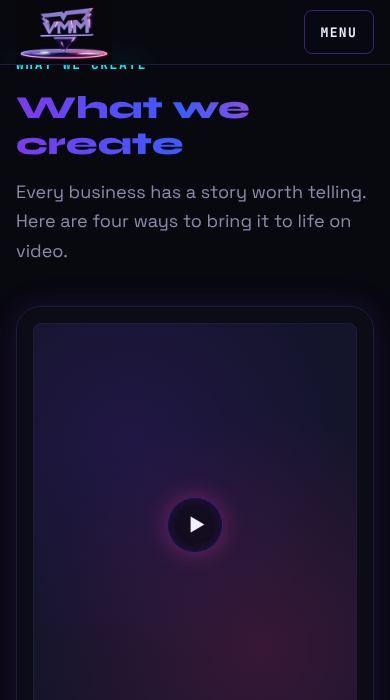 VMM
MENU
WHAT WE CREATE
What we
create
Every business has a story worth telling.
Here are four ways to bring it to life on
video.